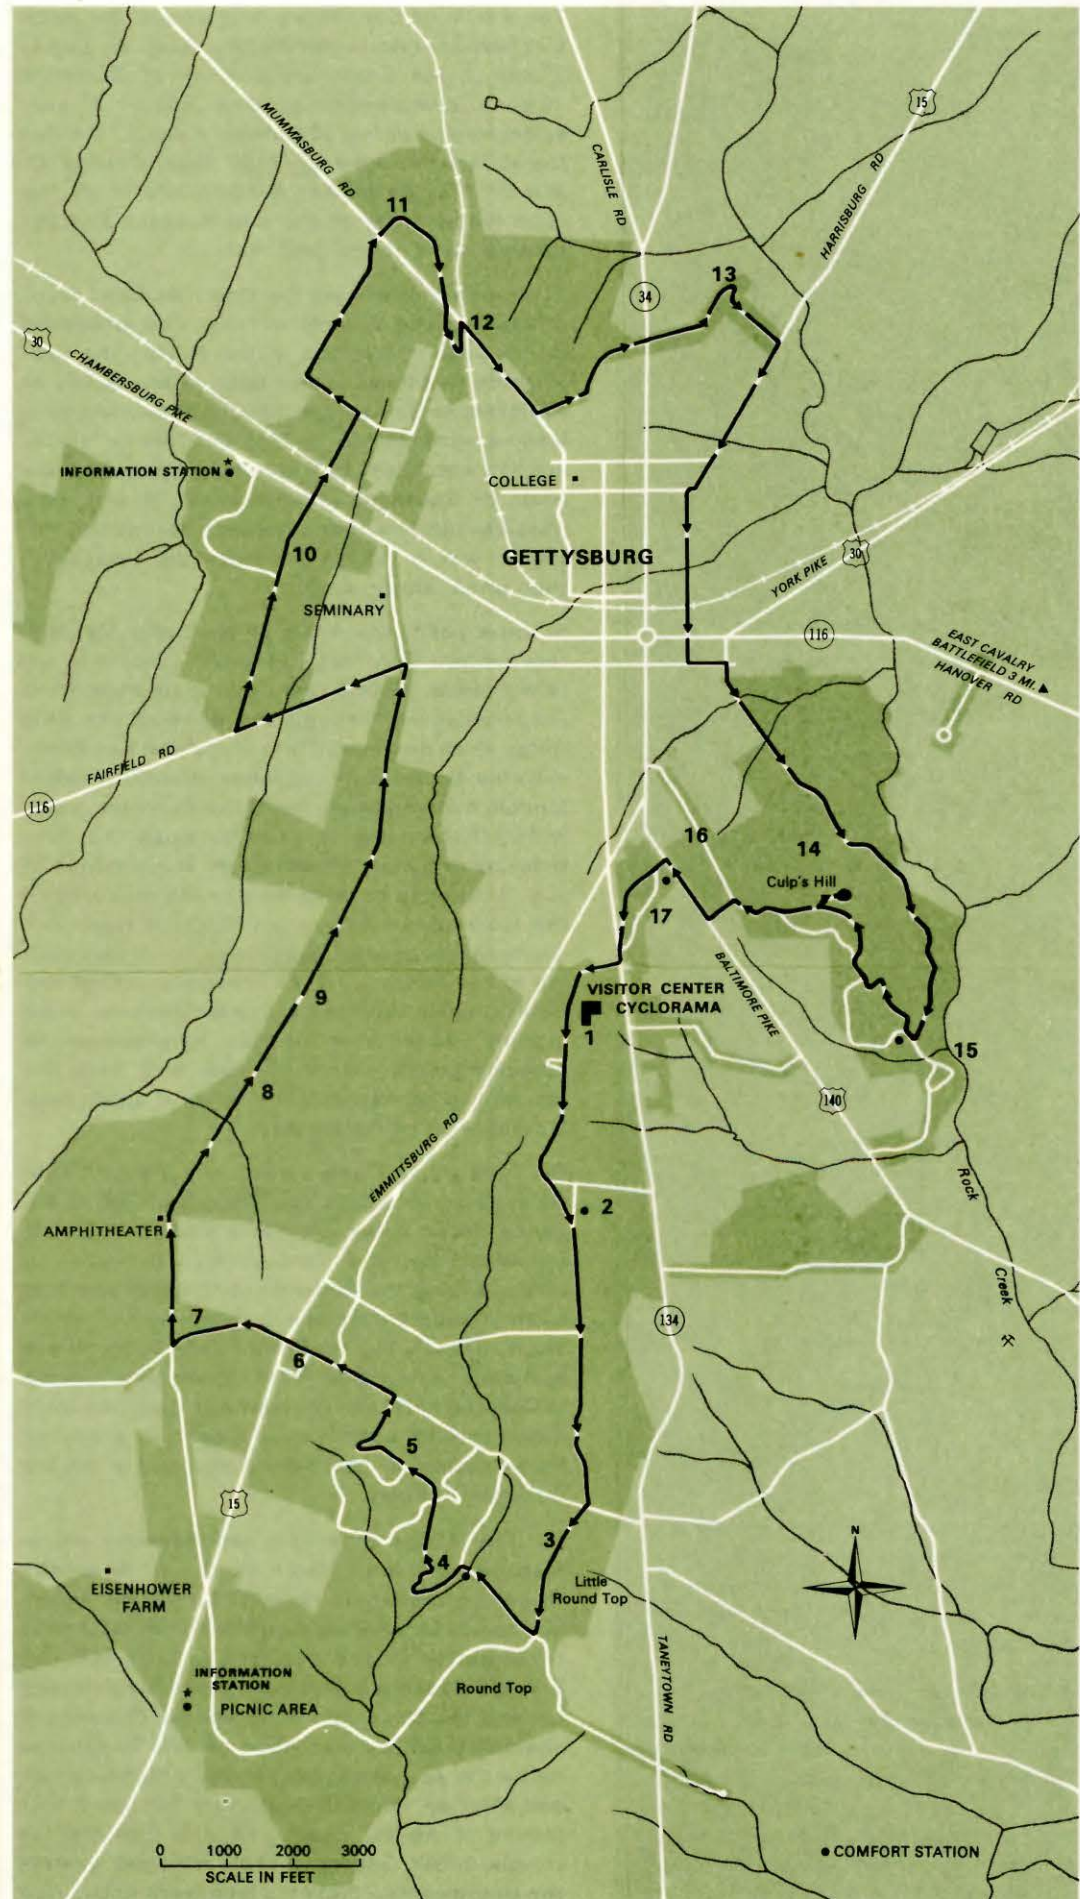 MUMMASBURG RD
CARLISLE RD
15
HARRISBURG RD
11
13
34
12
30
CHAMBERSBURG PIKE
INFORMATION STATION
COLLEGE
10
GETTYSBURG
30
YORK PIKE
SEMINARY
116
EAST CAVALRY
BATTLEFIELD 3 MI.
HANOVER RD
FAIRFIELD RD
116
16
14
Culp's Hill
17
BALTIMORE PIKE
VISITOR CENTER
CYCLORAMA
9
1
15
8
140
EMMITTSBURG RD
Rock
Creek
2
AMPHITHEATER
7
134
6
5
15
3
4
N
EISENHOWER
FARM
Little
Round Top
INFORMATION
STATION
PICNIC AREA
Round Top
TANEYTOWN RD
0 1000 2000 3000
SCALE IN FEET
COMFORT STATION